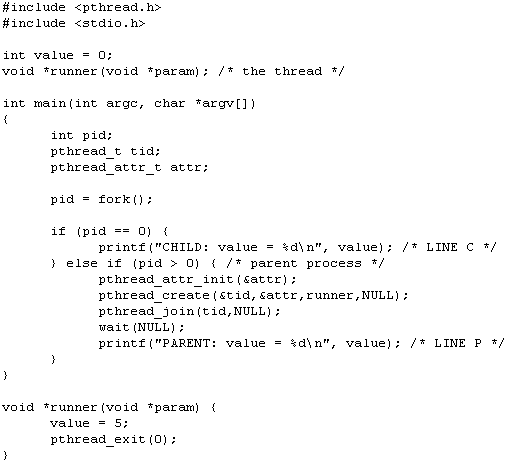 #include <pthread.h>
#include <stdio.h>

int value = 0;
void *runner(void *param); /* the thread */

int main(int argc, char *argv[])
{
      int pid;
      pthread_t tid;
      pthread_attr_t attr;

      pid = fork();

      if (pid == 0) {
            printf("CHILD: value = %d\n", value); /* LINE C */
      } else if (pid > 0) { /* parent process */
            pthread_attr_init(&attr);
            pthread_create(&tid,&attr,runner,NULL);
            pthread_join(tid,NULL);
            wait(NULL);
            printf("PARENT: value = %d\n", value); /* LINE P */
      }
}

void *runner(void *param) {
      value = 5;
      pthread_exit(0);
}